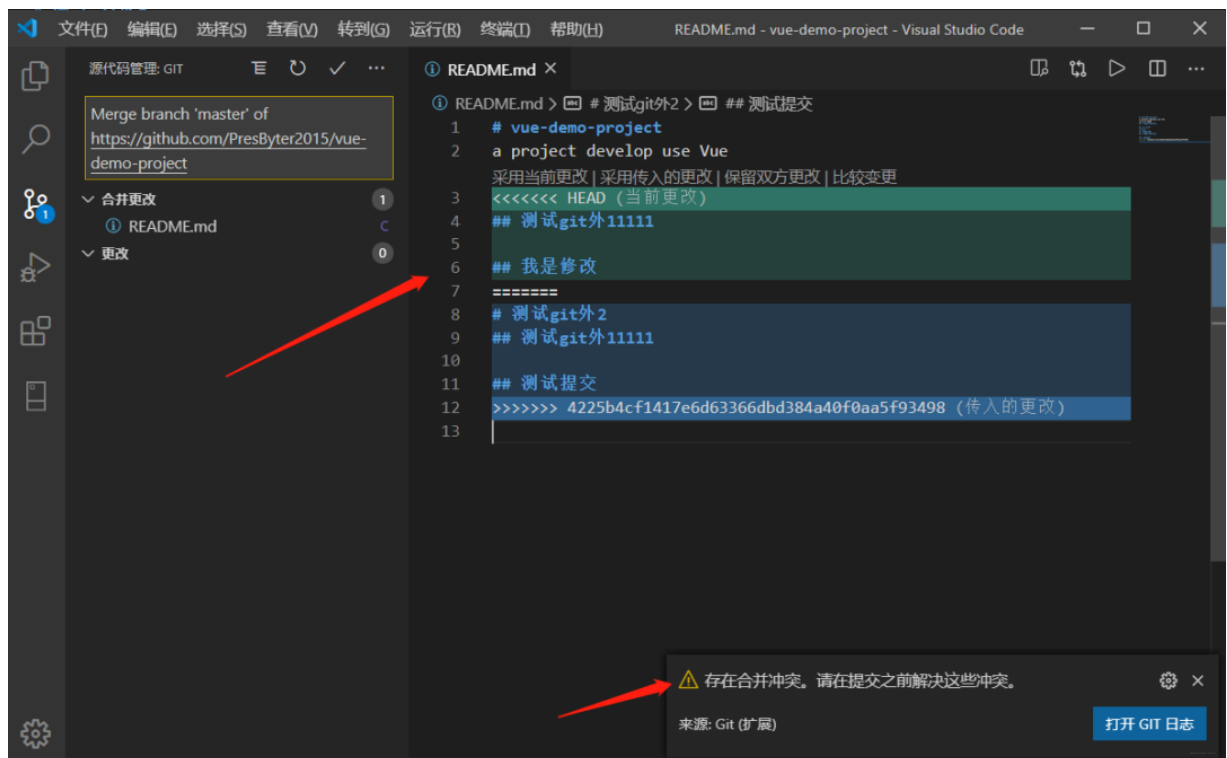 文件(F) 编辑(E) 选择(S) 查看(V) 转到(G) 运行(R) 终端(T) 帮助(H) README.md - vue-demo-project - Visual Studio Code
源代码管理: GIT
README.md
README.md > # 测试git外2 > ## 测试提交
Merge branch 'master' of
https://github.com/PresByter2015/vue-
demo-project
合并更改 1
README.md C
更改 0
1
1 # vue-demo-project
2 a project develop use Vue
采用当前更改 | 采用传入的更改 | 保留双方更改 | 比较变更
3 <<<<<<< HEAD (当前更改)
4 ## 测试git外11111
5
6 ## 我是修改
7 =======
8 # 测试git外2
9 ## 测试git外11111
10
11 ## 测试提交
12 >>>>>>> 4225b4cf1417e6d63366dbd384a40f0aa5f93498 (传入的更改)
13
存在合并冲突。请在提交之前解决这些冲突。
来源: Git (扩展)
打开 GIT 日志